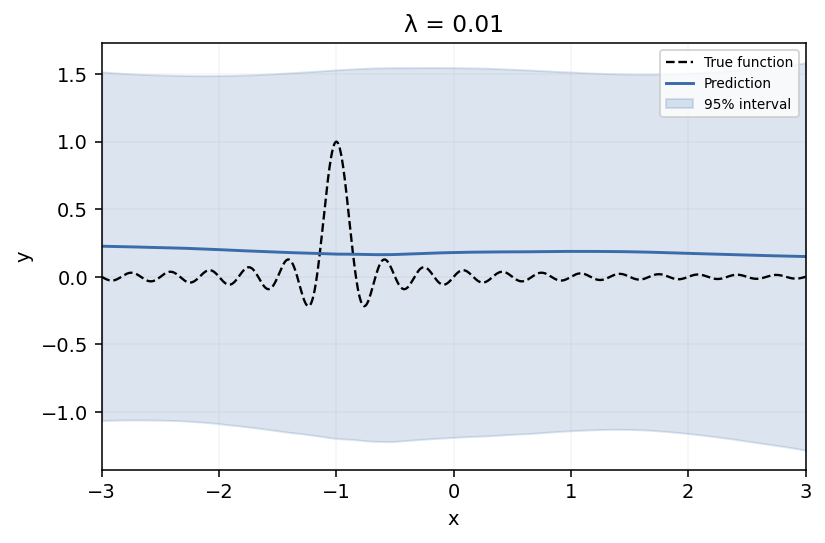 λ = 0.01
True function
Prediction
95% interval
y
1.5
1.0
0.5
0.0
−0.5
−1.0
−3 −2 −1 0 1 2 3
x